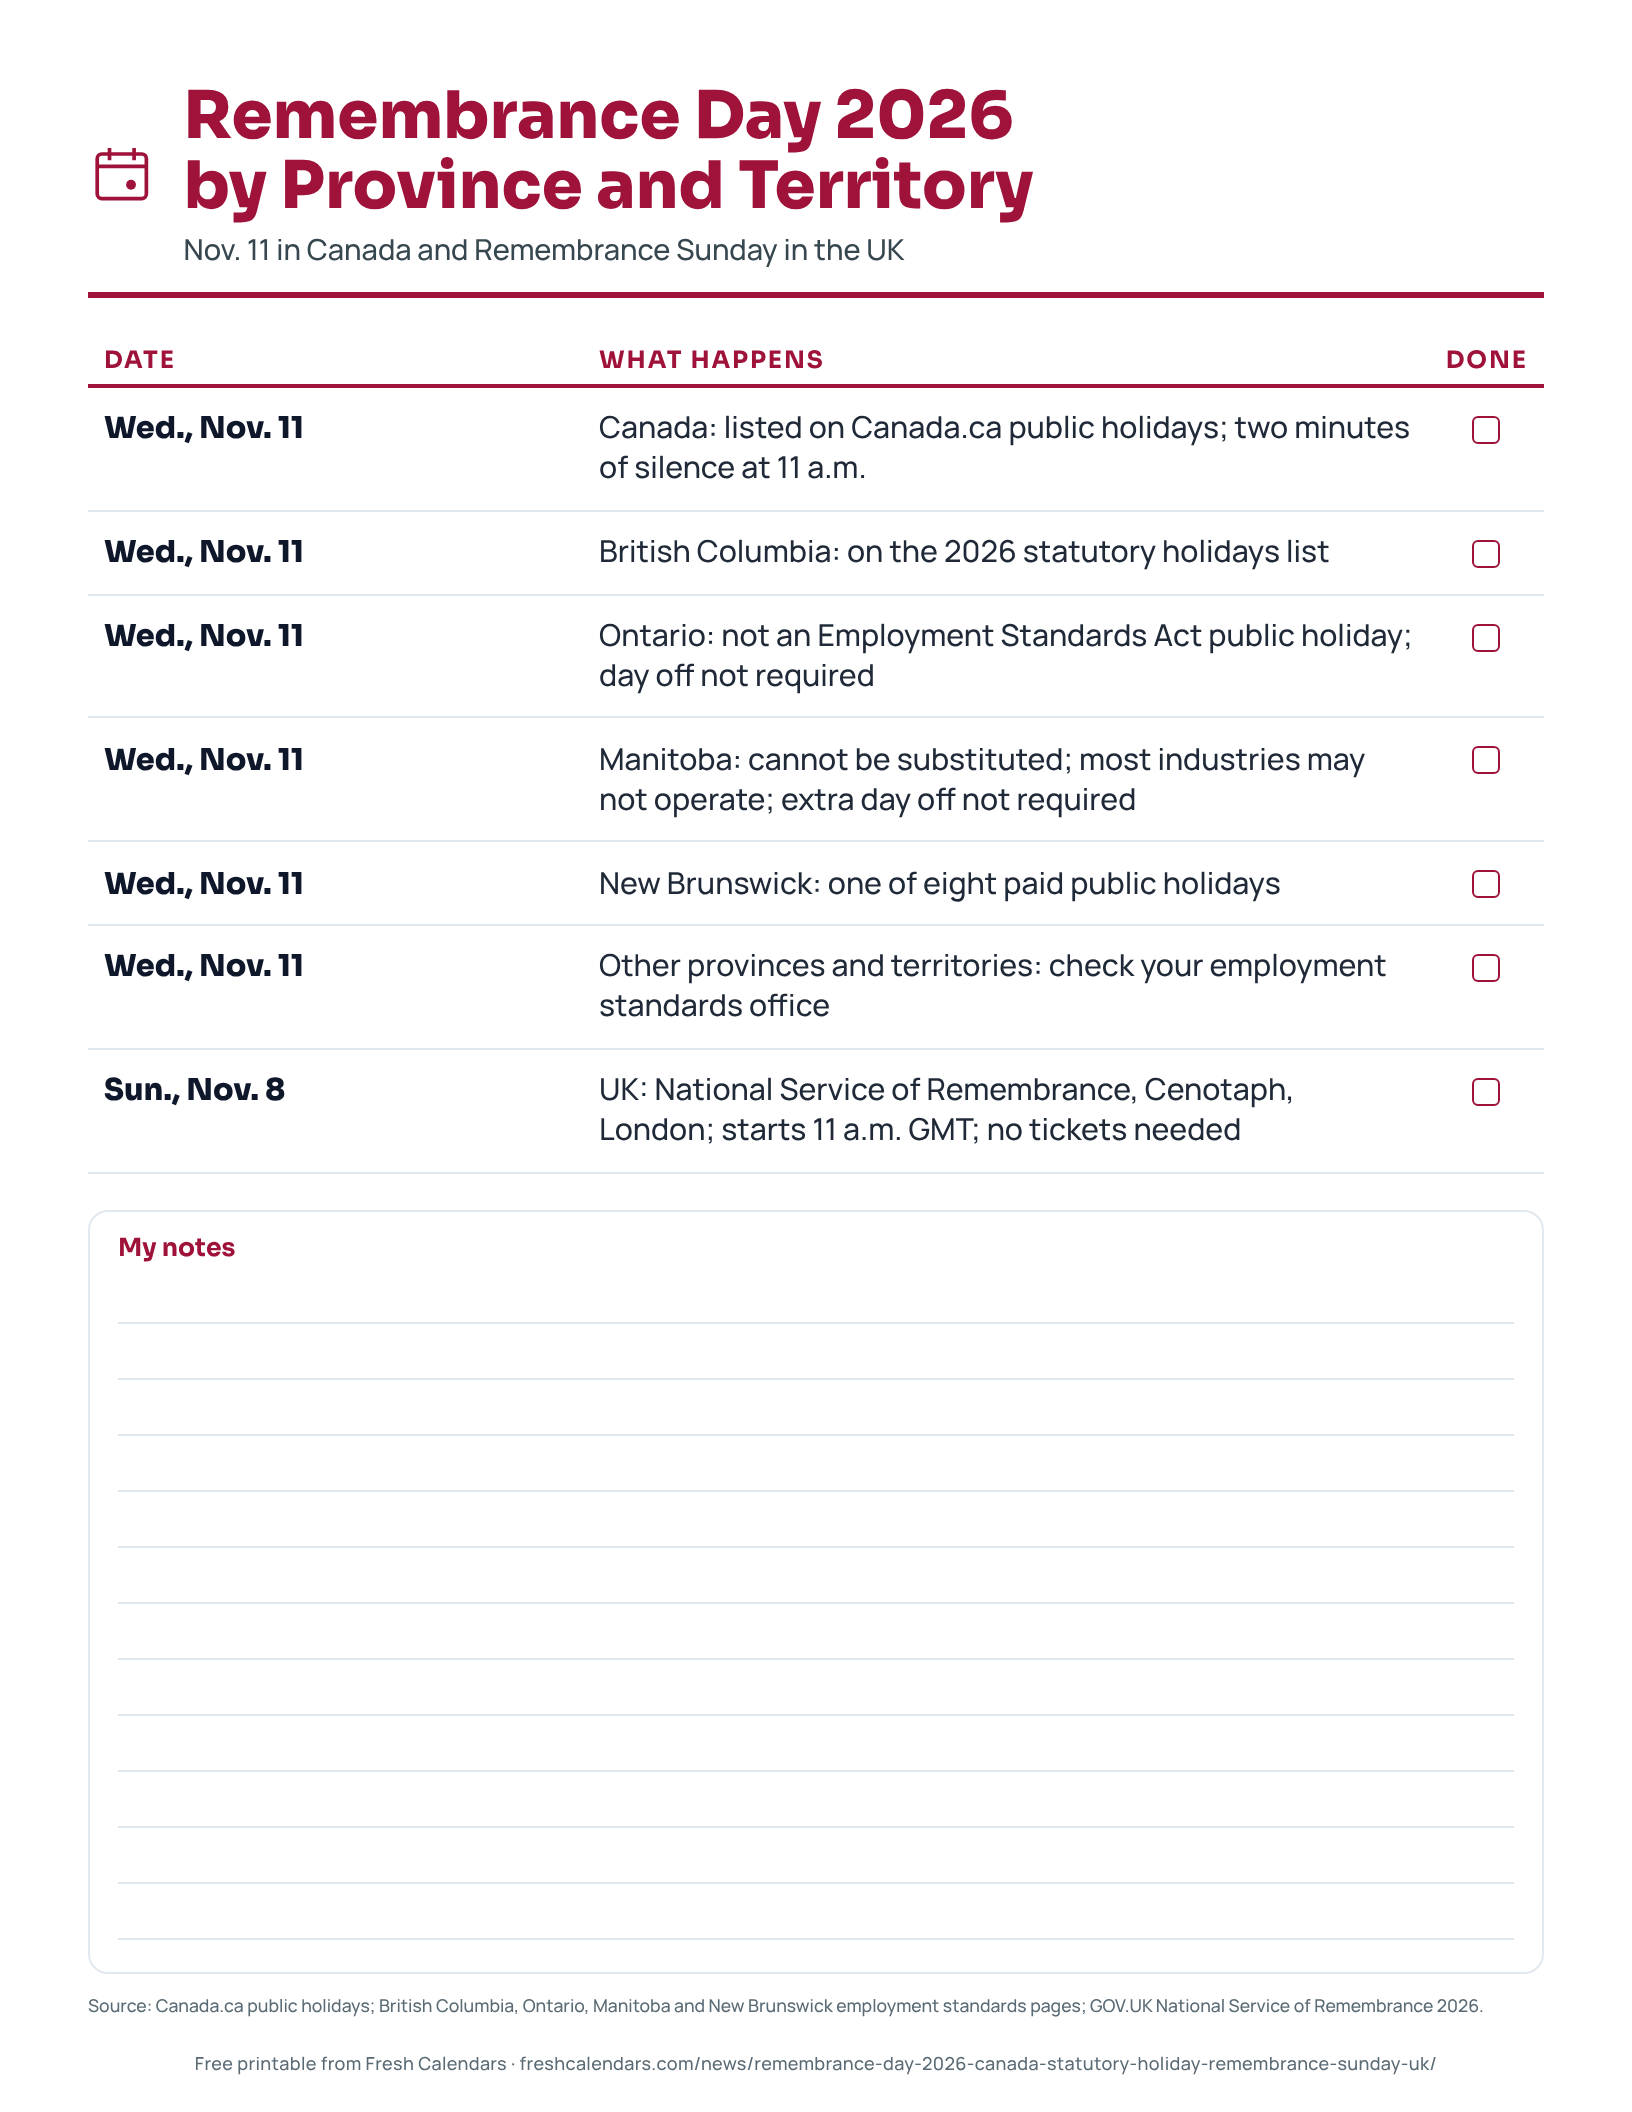 Remembrance Day 2026
by Province and Territory
Nov. 11 in Canada and Remembrance Sunday in the UK
DATE WHAT HAPPENS DONE
Wed., Nov. 11 Canada: listed on Canada.ca public holidays; two minutes
of silence at 11 a.m.
Wed., Nov. 11 British Columbia: on the 2026 statutory holidays list
Wed., Nov. 11 Ontario: not an Employment Standards Act public holiday;
day off not required
Wed., Nov. 11 Manitoba: cannot be substituted; most industries may
not operate; extra day off not required
Wed., Nov. 11 New Brunswick: one of eight paid public holidays
Wed., Nov. 11 Other provinces and territories: check your employment
standards office
Sun., Nov. 8 UK: National Service of Remembrance, Cenotaph,
London; starts 11 a.m. GMT; no tickets needed
My notes
Source: Canada.ca public holidays; British Columbia, Ontario, Manitoba and New Brunswick employment standards pages; GOV.UK National Service of Remembrance 2026.
Free printable from Fresh Calendars · freshcalendars.com/news/remembrance-day-2026-canada-statutory-holiday-remembrance-sunday-uk/